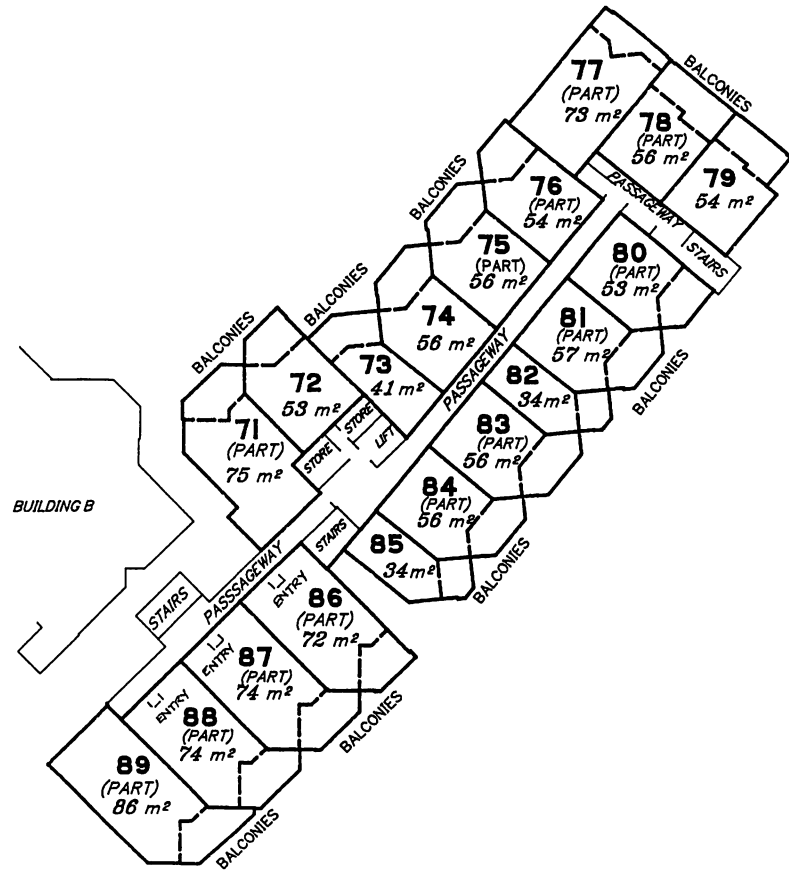 77
(PART)
73 m²
BALCONIES
78
(PART)
56 m²
79
54 m²
PASSAGEWAY
STAIRS
BALCONIES
76
(PART)
54 m²
75
(PART)
56 m²
80
(PART)
53 m²
81
(PART)
57 m²
BALCONIES
74
56 m²
73
41 m²
PASSAGEWAY
82
34m²
BALCONIES
BALCONIES
72
53 m²
71
(PART)
75 m²
STORE
STORE
LIFT
83
(PART)
56 m²
84
(PART)
56 m²
85
34m²
BALCONIES
BUILDING B
STAIRS
PASSSAGEWAY
STAIRS
ENTRY
86
(PART)
72 m²
ENTRY
87
(PART)
74 m²
ENTRY
88
(PART)
74 m²
BALCONIES
89
(PART)
86 m²
BALCONIES